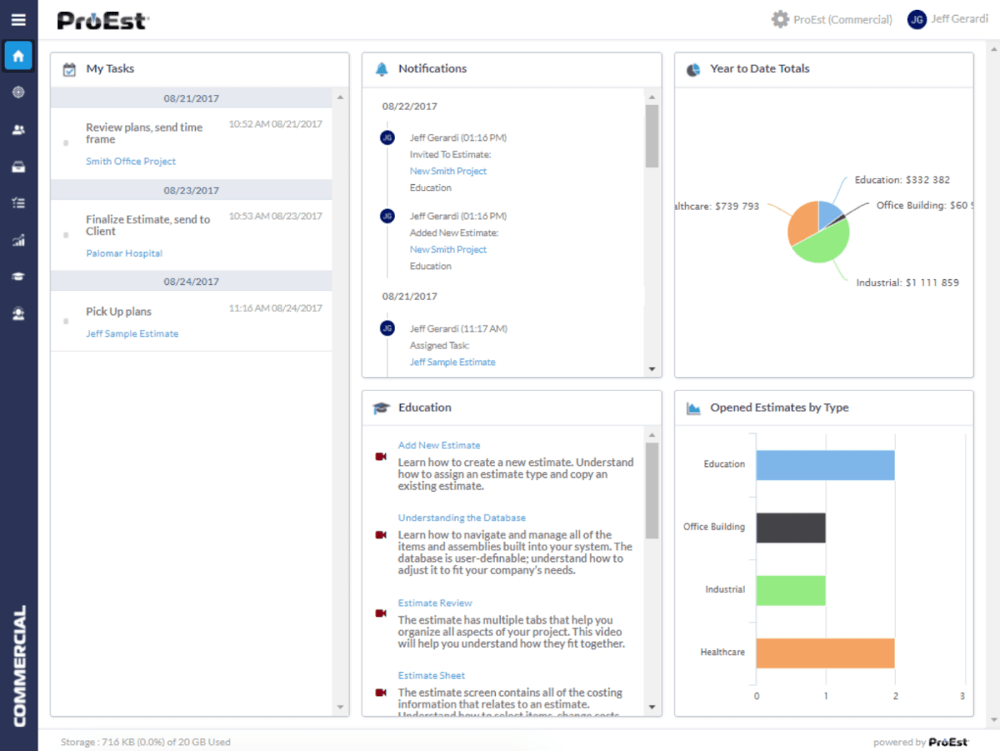 ProEst
ProEst (Commercial)
JG
Jeff Gerardi
My Tasks
08/21/2017
Review plans, send time
frame
10:52 AM 08/21/2017
Smith Office Project
08/23/2017
Finalize Estimate, send to
Client
10:53 AM 08/23/2017
Palomar Hospital
08/24/2017
Pick Up plans
11:16 AM 08/24/2017
Jeff Sample Estimate
Notifications
08/22/2017
JG
Jeff Gerardi (01:16 PM)
Invited To Estimate:
New Smith Project
Education
JG
Jeff Gerardi (01:16 PM)
Added New Estimate:
New Smith Project
Education
08/21/2017
JG
Jeff Gerardi (11:17 AM)
Assigned Task:
Jeff Sample Estimate
Year to Date Totals
Education: $332 382
Office Building: $60
althcare: $739 793
Industrial: $1 111 859
Education
Add New Estimate
Learn how to create a new estimate. Understand
how to assign an estimate type and copy an
existing estimate.
Understanding the Database
Learn how to navigate and manage all of the
items and assemblies built into your system. The
database is user-definable; understand how to
adjust it to fit your company's needs.
Estimate Review
The estimate has multiple tabs that help you
organize all aspects of your project. This video
will help you understand how they fit together.
Estimate Sheet
The estimate screen contains all of the costing
information that relates to an estimate.
Understand how to select items, change costs
Opened Estimates by Type
Education
Office Building
Industrial
Healthcare
0 1 2 3
COMMERCIAL
Storage : 716 KB (0.0%) of 20 GB Used
powered by ProEst